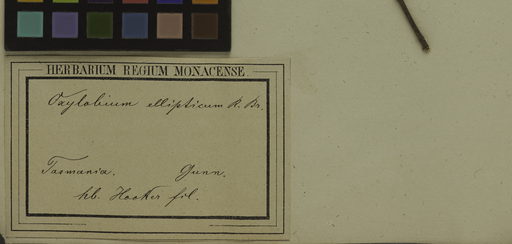 HERBARIUM REGIUM MONACENSE.
Oxylobium ellipticum R. Br.
Tasmania. Gunn.
hb. Hooker fil.